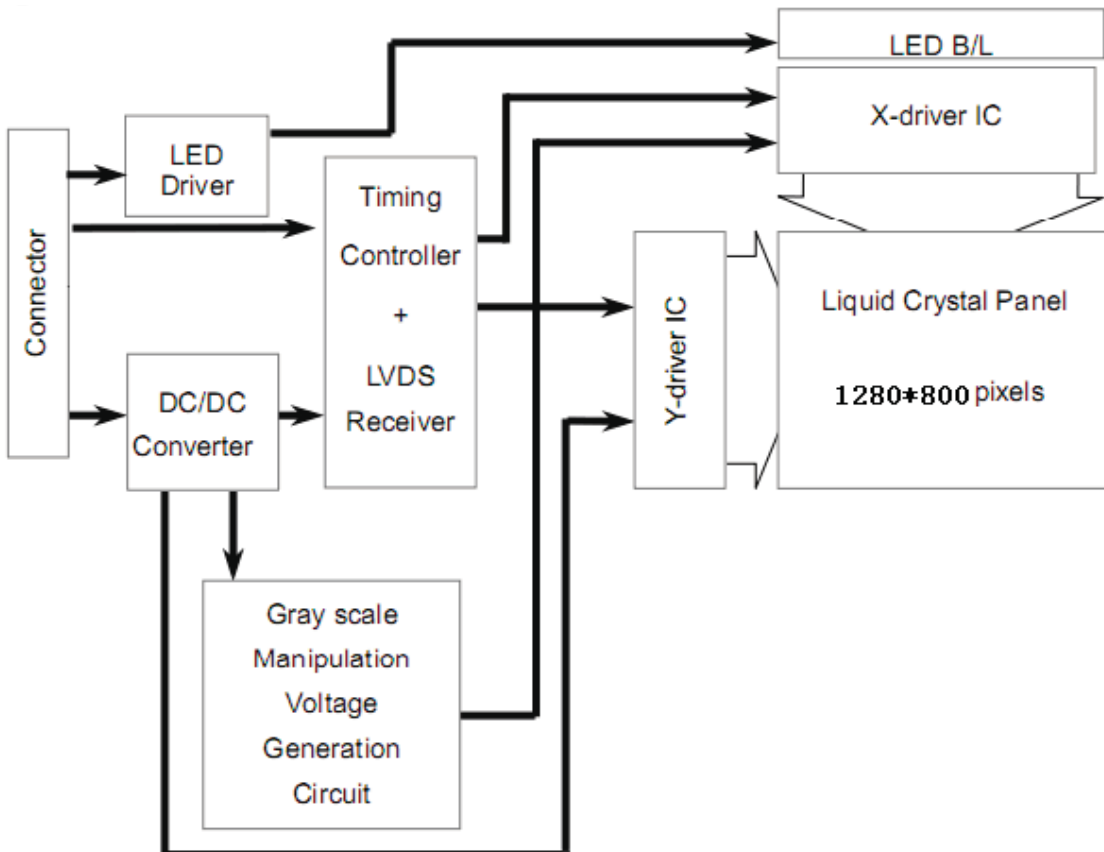 LED B/L
X-driver IC
LED
Driver
Connector
Timing
Controller
+
LVDS
Receiver
DC/DC
Converter
Y-driver IC
Liquid Crystal Panel
1280*800 pixels
Gray scale
Manipulation
Voltage
Generation
Circuit